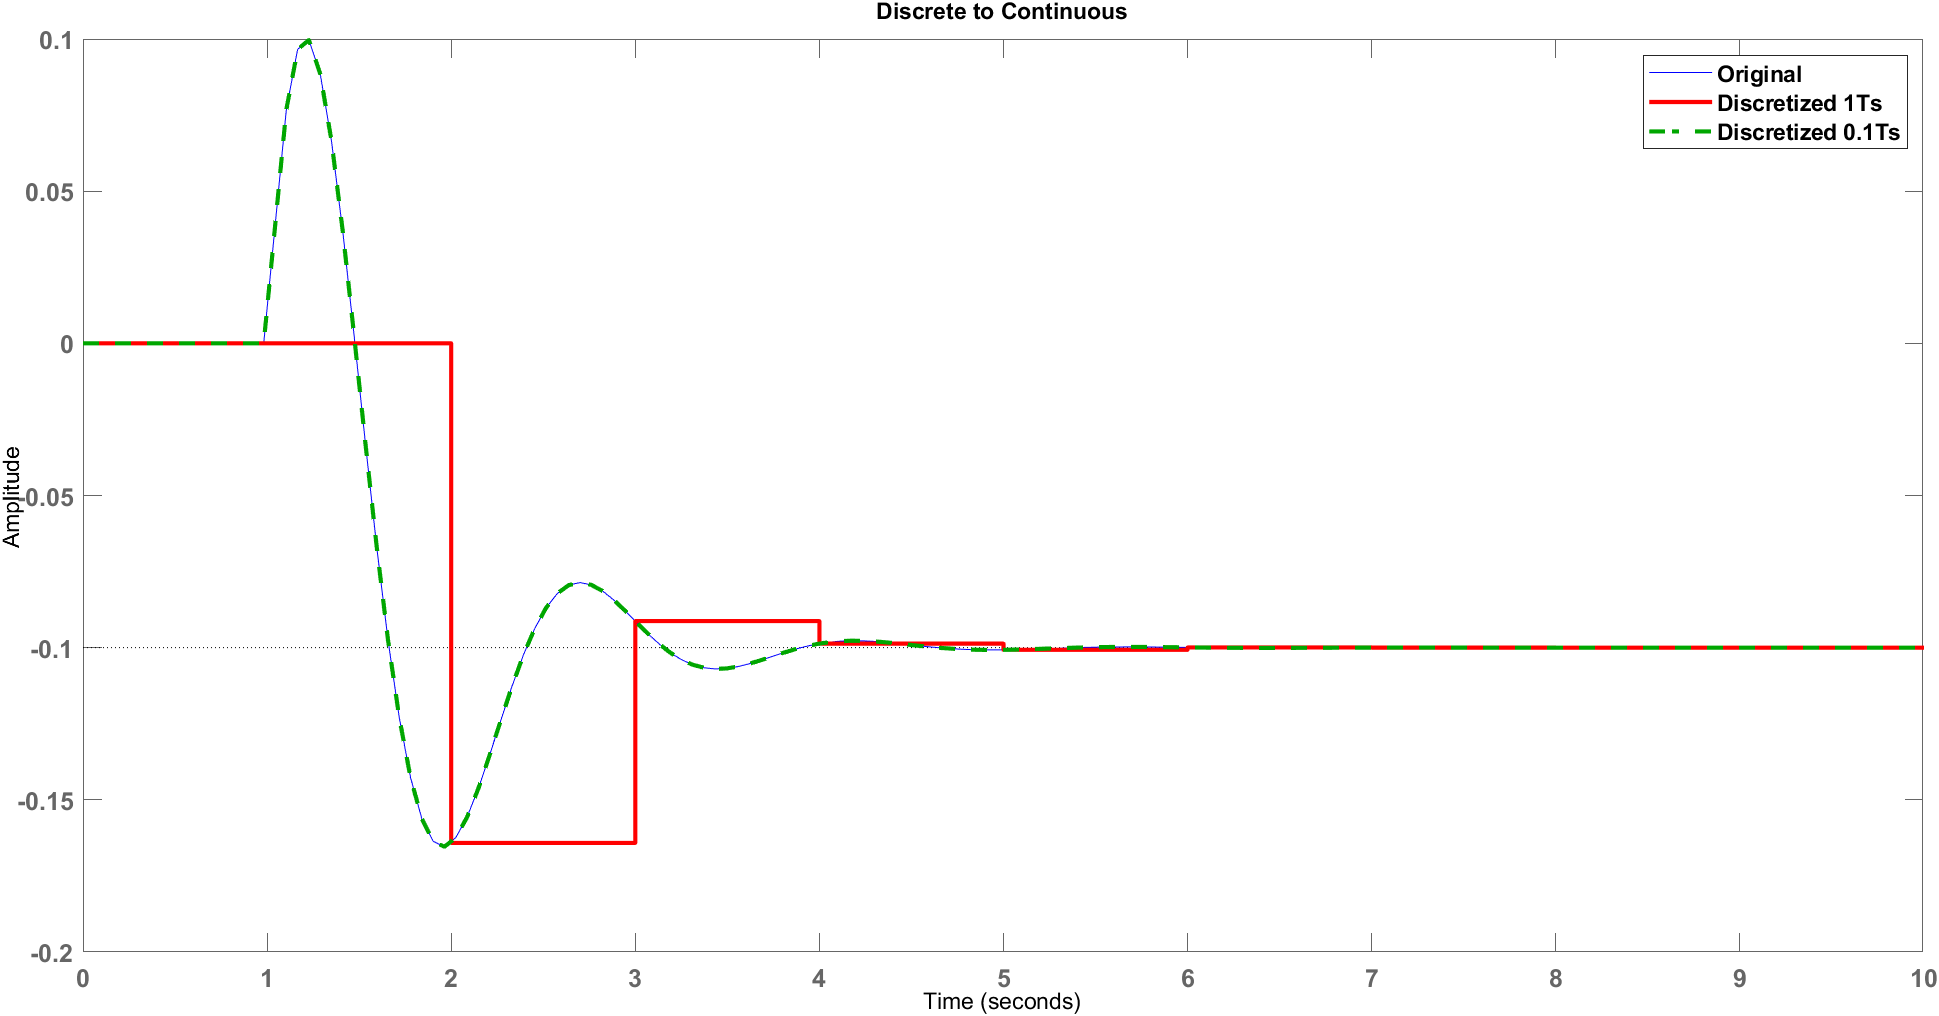 Discrete to Continuous
Original
Discretized 1Ts
Discretized 0.1Ts
0.1
0.05
0
-0.05
-0.1
-0.15
-0.2
Amplitude
0 1 2 3 4 5 6 7 8 9 10
Time (seconds)